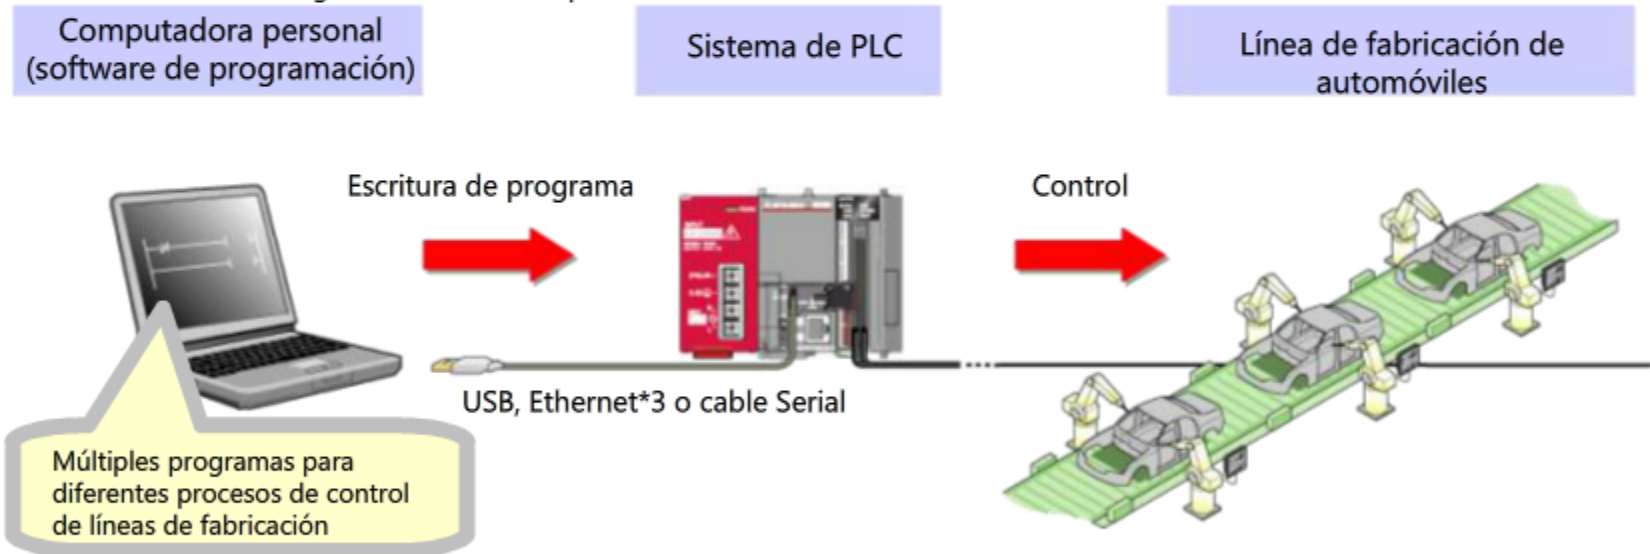 Computadora personal
(software de programación)
Sistema de PLC
Línea de fabricación de
automóviles
Escritura de programa
Control
USB, Ethernet*3 o cable Serial
Múltiples programas para
diferentes procesos de control
de líneas de fabricación